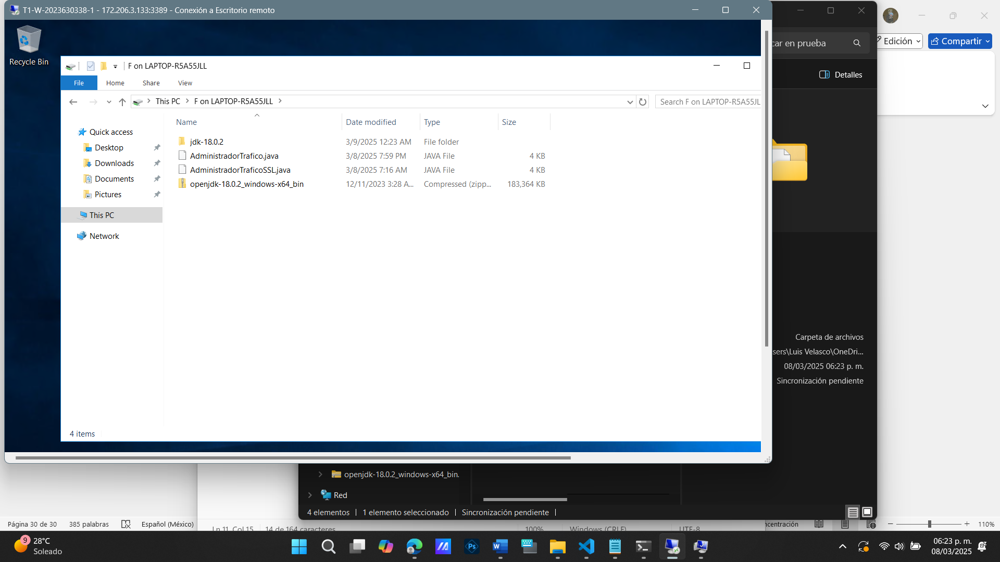 T1-W-2023630338-1 - 172.206.3.133:3389 - Conexión a Escritorio remoto
Edición
Compartir
car en prueba
Detalles
Recycle Bin
F on LAPTOP-R5A55JLL
File
Home
Share
View
This PC
F on LAPTOP-R5A55JLL
Search F on LAPTOP-R5A55JL
Name
Date modified
Type
Size
Quick access
Desktop
Downloads
Documents
Pictures
This PC
Network
jdk-18.0.2
3/9/2025 12:23 AM
File folder
AdministradorTrafico.java
3/8/2025 7:59 PM
JAVA File
4 KB
AdministradorTraficoSSL.java
3/8/2025 7:16 AM
JAVA File
4 KB
openjdk-18.0.2_windows-x64_bin
12/11/2023 3:28 A...
Compressed (zipp...
183,364 KB
4 items
Carpeta de archivos
sers\Luis Velasco\OneDri...
08/03/2025 06:23 p. m.
Sincronización pendiente
openjdk-18.0.2_windows-x64_bin.
Red
4 elementos
1 elemento seleccionado
Sincronización pendiente
Página 30 de 30
385 palabras
Español (México)
Ln 11, Col 15
14 de 164 caracteres
100%
Windows (CRLF)
UTF-8
ncentración
110%
9
28°C
Soleado
Ps
06:23 p. m.
08/03/2025